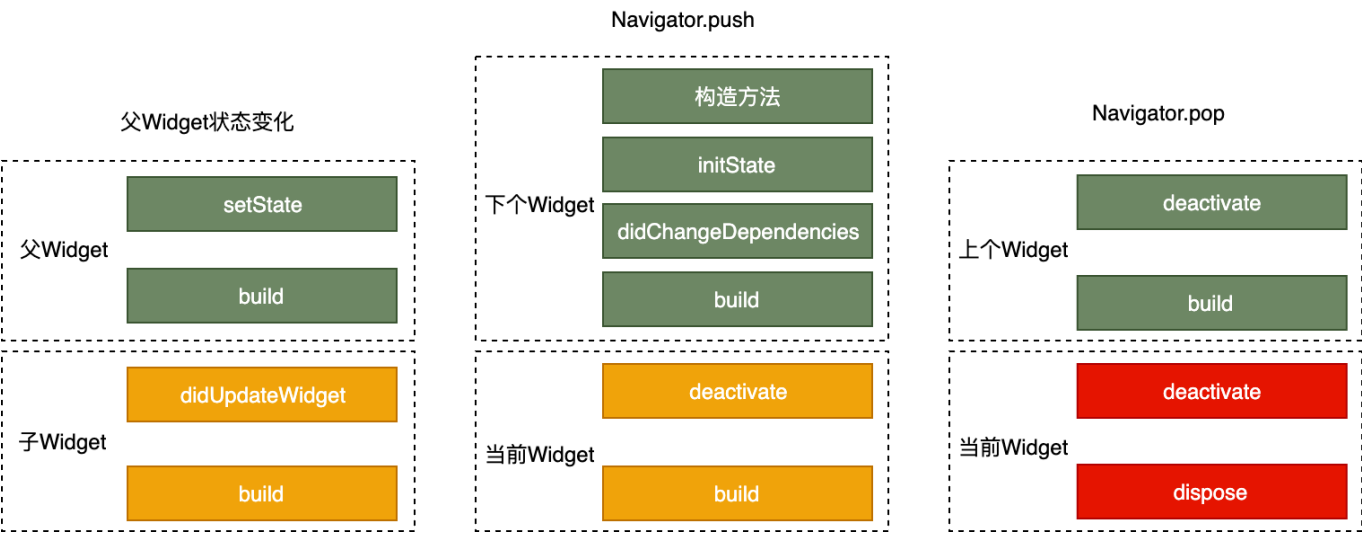 父Widget状态变化
父Widget
setState
build
子Widget
didUpdateWidget
build
Navigator.push
下个Widget
构造方法
initState
didChangeDependencies
build
当前Widget
deactivate
build
Navigator.pop
上个Widget
deactivate
build
当前Widget
deactivate
dispose